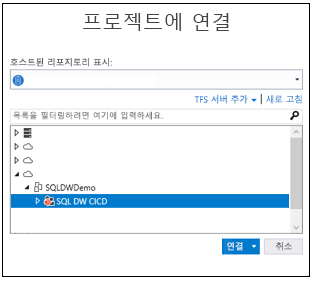 프로젝트에 연결
호스트된 리포지토리 표시:
TFS 서버 추가 | 새로 고침
목록을 필터링하려면 여기에 입력하세요.
SQLDWDemo
SQL DW CICD
연결 취소